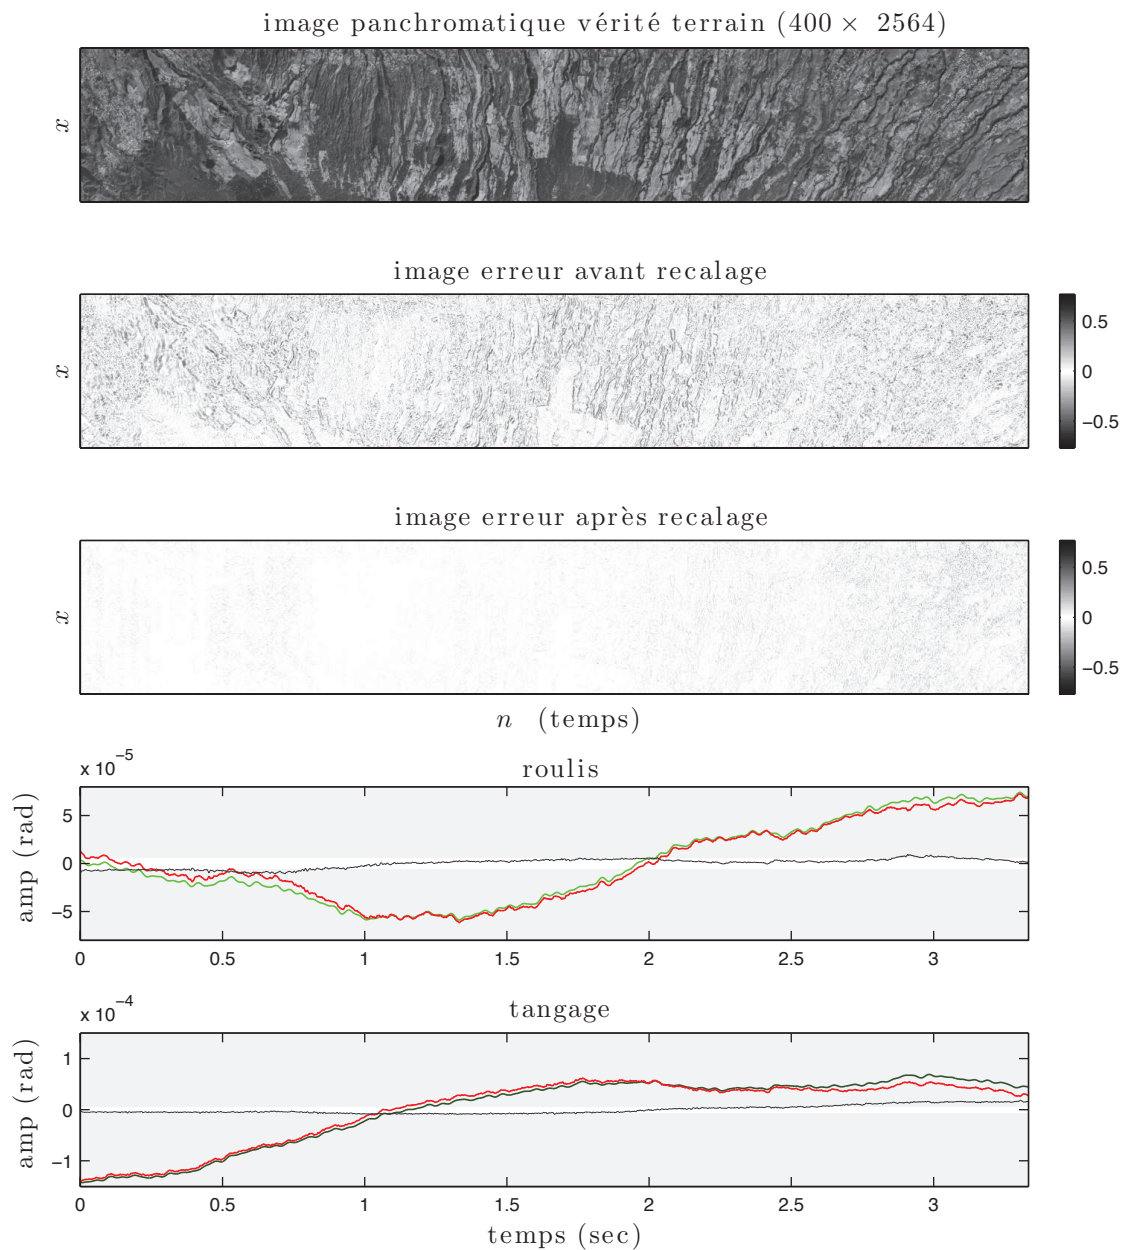 image panchromatique vérité terrain (400 × 2564)
x
image erreur avant recalage
x
0.5
0
−0.5
image erreur après recalage
x
0.5
0
−0.5
n (temps)
x 10−5
roulis
amp (rad)
5
0
−5
0 0.5 1 1.5 2 2.5 3
x 10−4
tangage
amp (rad)
1
0
−1
0 0.5 1 1.5 2 2.5 3
temps (sec)